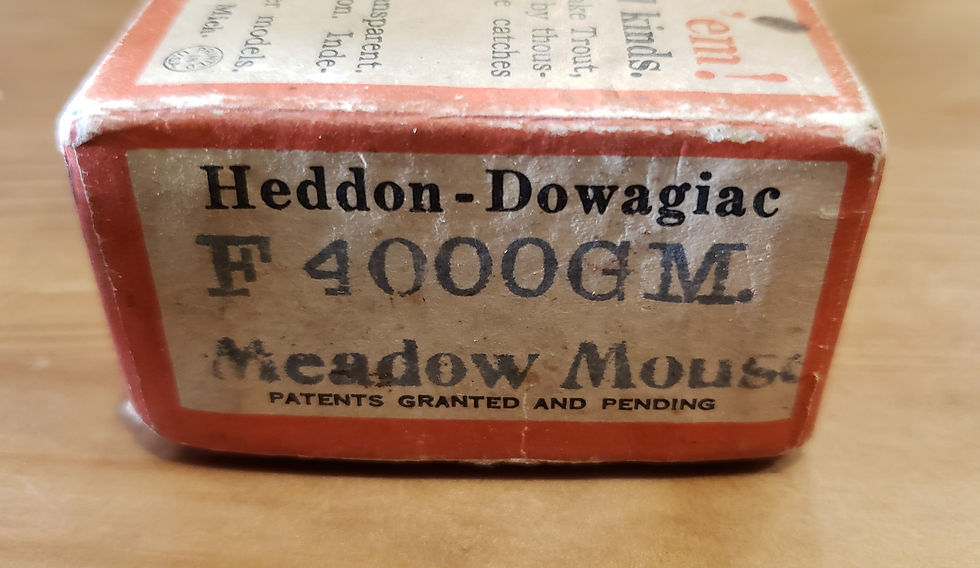 'em!
l kinds.
ake Trout,
by thous-
e catches
nsparent,
on. Inde-
r models,
Mich.
Heddon-Dowagiac
F 4000GM.
Meadow Mouse
PATENTS GRANTED AND PENDING